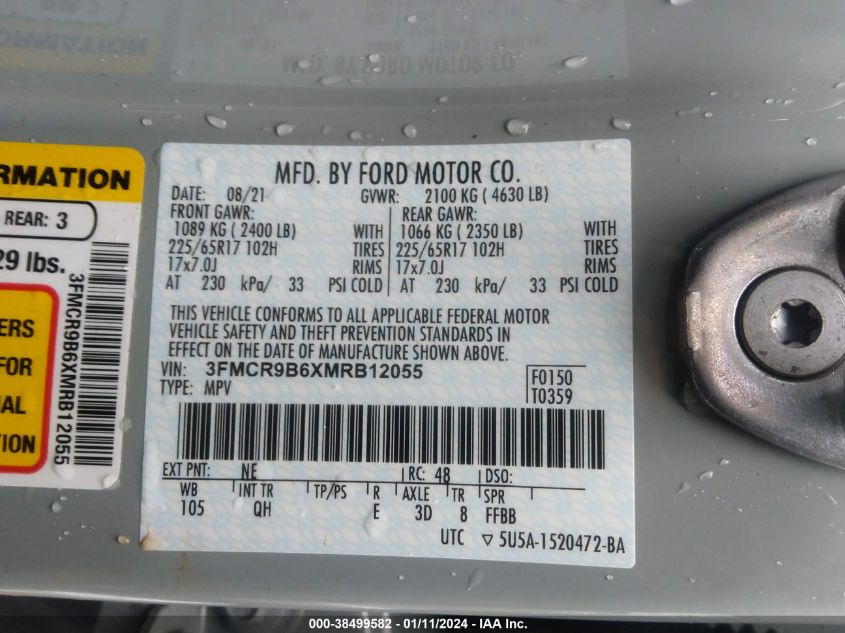 MFD. BY FORD MOTOR CO.
RMATION
REAR: 3
29 lbs.
3FMCR9B6XMRB12055
ERS
FOR
IAL
TION
MFD. BY FORD MOTOR CO.
DATE: 08/21 GVWR: 2100 KG ( 4630 LB)
FRONT GAWR: REAR GAWR:
1089 KG ( 2400 LB) WITH 1066 KG ( 2350 LB) WITH
225/65R17 102H TIRES 225/65R17 102H TIRES
17x7.0J RIMS 17x7.0J RIMS
AT 230 kPa/ 33 PSI COLD AT 230 kPa/ 33 PSI COLD
THIS VEHICLE CONFORMS TO ALL APPLICABLE FEDERAL MOTOR
VEHICLE SAFETY AND THEFT PREVENTION STANDARDS IN
EFFECT ON THE DATE OF MANUFACTURE SHOWN ABOVE.
VIN: 3FMCR9B6XMRB12055
TYPE: MPV
F0150
T0359
EXT PNT: NE RC: 48 DSO:
WB INT TR TP/PS R AXLE TR SPR
105 QH E 3D 8 FFBB
UTC ▽ 5U5A-1520472-BA
000-38499582 - 01/11/2024 - IAA Inc.